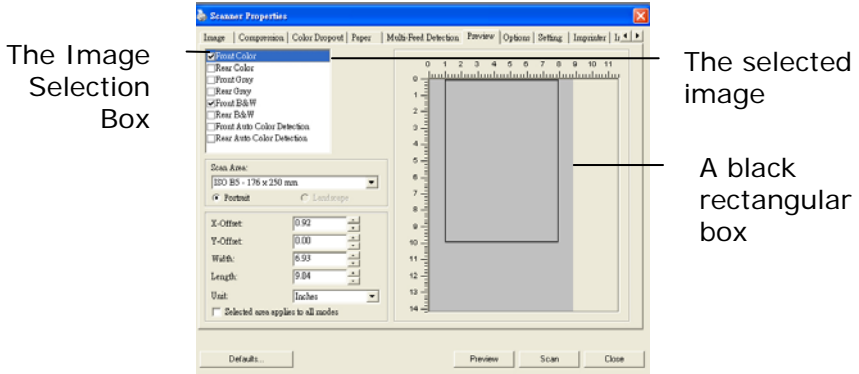 Scanner Properties
Image Compression Color Dropout Paper Multi-Feed Detection Preview Options Setting Imprinter
The Image
Selection
Box
Front Color
Rear Color
Front Gray
Rear Gray
Front B&W
Rear B&W
Front Auto Color Detection
Rear Auto Color Detection
Scan Area:
ISO B5 - 176 x 250 mm
Portrait Landscape
X-Offset: 0.92
Y-Offset: 0.00
Width: 6.93
Length: 9.84
Unit: Inches
Selected area applies to all modes
0 1 2 3 4 5 6 7 8 9 10 11
0
1
2
3
4
5
6
7
8
9
10
11
12
13
14
The selected
image
A black
rectangular
box
Defaults... Preview Scan Close